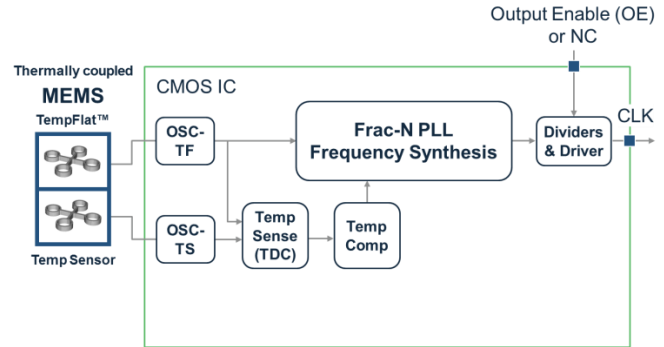 Output Enable (OE)
or NC
Thermally coupled
MEMS
TempFlat™
CMOS IC
OSC-
TF
Frac-N PLL
Frequency Synthesis
Dividers
& Driver
CLK
OSC-
TS
Temp
Sense
(TDC)
Temp
Comp
Temp Sensor